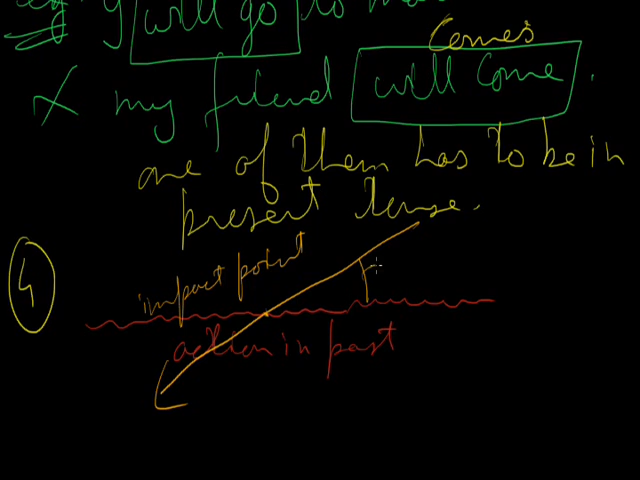 will go to
Comes
X my friend will come.
one of them has to be in
present tense.
4 impact point
action in past